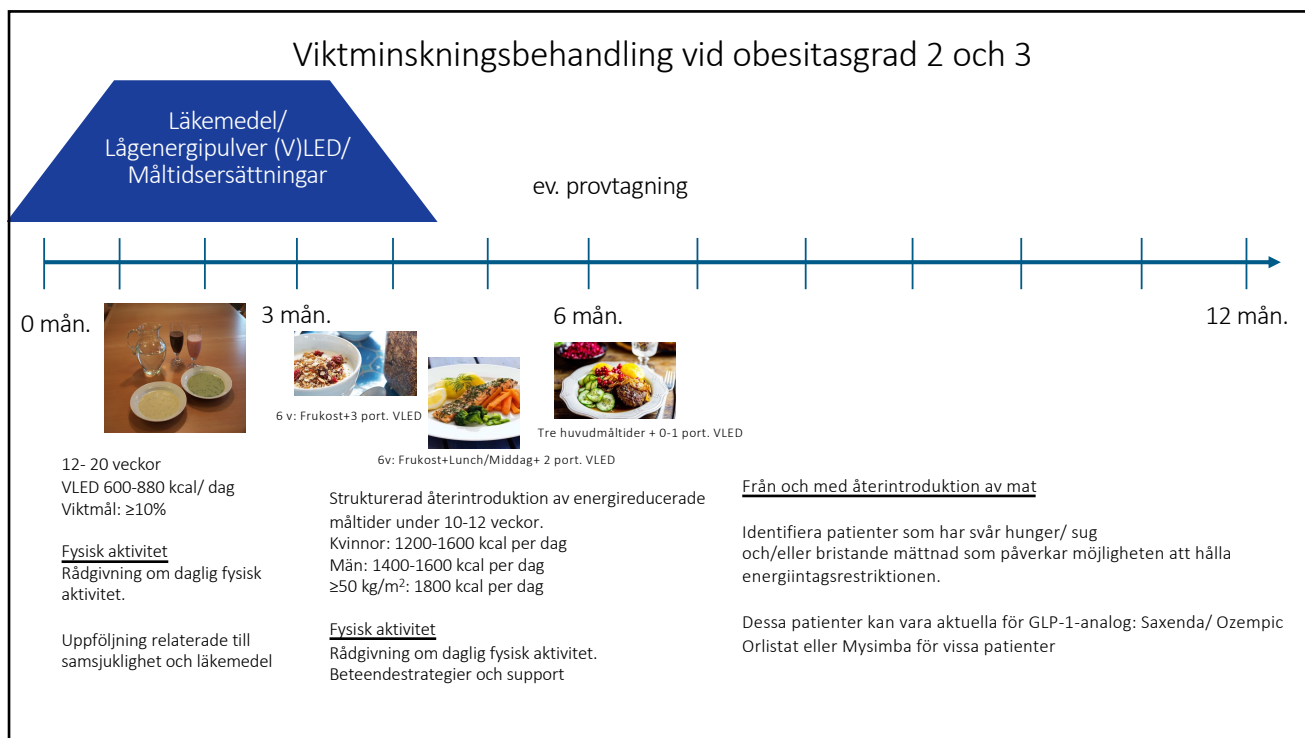 Viktminskningsbehandling vid obesitasgrad 2 och 3
Läkemedel/
Lågenergipulver (V)LED/
Måltidsersättningar
ev. provtagning
0 mån.
3 mån.
6 mån.
12 mån.
6 v: Frukost+3 port. VLED
6v: Frukost+Lunch/Middag+ 2 port. VLED
Tre huvudmåltider + 0-1 port. VLED
12- 20 veckor
VLED 600-880 kcal/ dag
Viktmål: ≥10%
Fysisk aktivitet
Rådgivning om daglig fysisk
aktivitet.
Uppföljning relaterade till
samsjuklighet och läkemedel
Strukturerad återintroduktion av energireducerade
måltider under 10-12 veckor.
Kvinnor: 1200-1600 kcal per dag
Män: 1400-1600 kcal per dag
≥50 kg/m²: 1800 kcal per dag
Fysisk aktivitet
Rådgivning om daglig fysisk aktivitet.
Beteendestrategier och support
Från och med återintroduktion av mat
Identifiera patienter som har svår hunger/ sug
och/eller bristande mättnad som påverkar möjligheten att hålla
energiintagsrestriktionen.
Dessa patienter kan vara aktuella för GLP-1-analog: Saxenda/ Ozempic
Orlistat eller Mysimba för vissa patienter